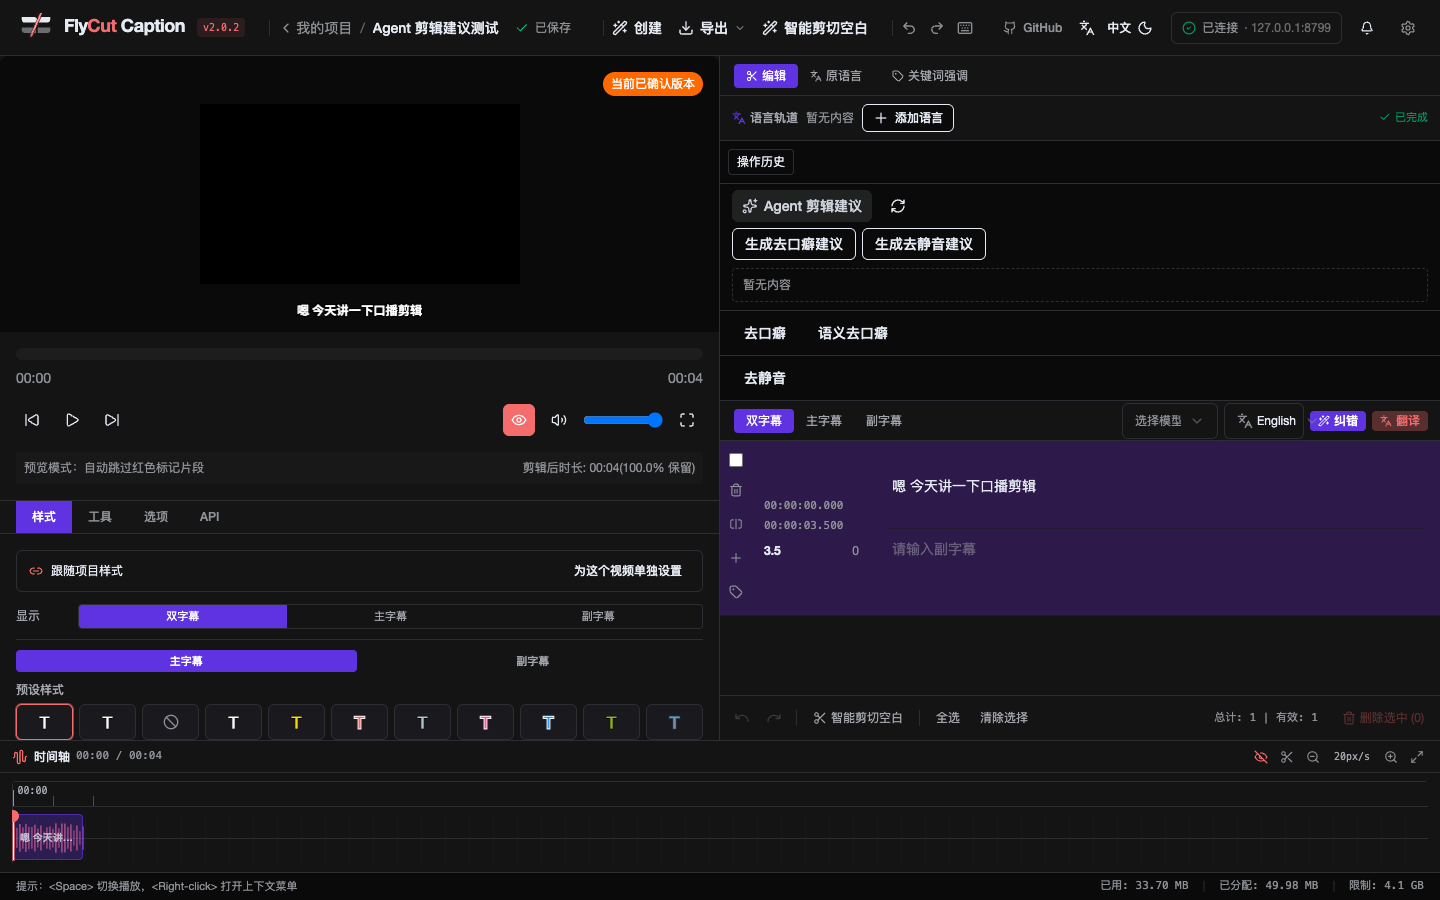 FlyCut Caption v2.0.2 我的项目 / Agent 剪辑建议测试 已保存 创建 导出 智能剪切空白 GitHub 中文 已连接 · 127.0.0.1:8799
当前已确认版本
嗯 今天讲一下口播剪辑
00:00 00:04
预览模式: 自动跳过红色标记片段 剪辑后时长: 00:04(100.0% 保留)
样式 工具 选项 API
跟随项目样式 为这个视频单独设置
显示 双字幕 主字幕 副字幕
主字幕 副字幕
预设样式
T T T T T T T T T T
编辑 原语言 关键词强调
语言轨道 暂无内容 添加语言 已完成
操作历史
Agent 剪辑建议
生成去口癖建议 生成去静音建议
暂无内容
去口癖 语义去口癖
去静音
双字幕 主字幕 副字幕 选择模型 English 纠错 翻译
嗯 今天讲一下口播剪辑
00:00:00.000
00:00:03.500
3.5 0 请输入副字幕
智能剪切空白 全选 清除选择 总计: 1 | 有效: 1 删除选中 (0)
时间轴 00:00 / 00:04 20px/s
00:00
嗯 今天讲...
提示: <Space> 切换播放, <Right-click> 打开上下文菜单 已用: 33.70 MB 已分配: 49.98 MB 限制: 4.1 GB